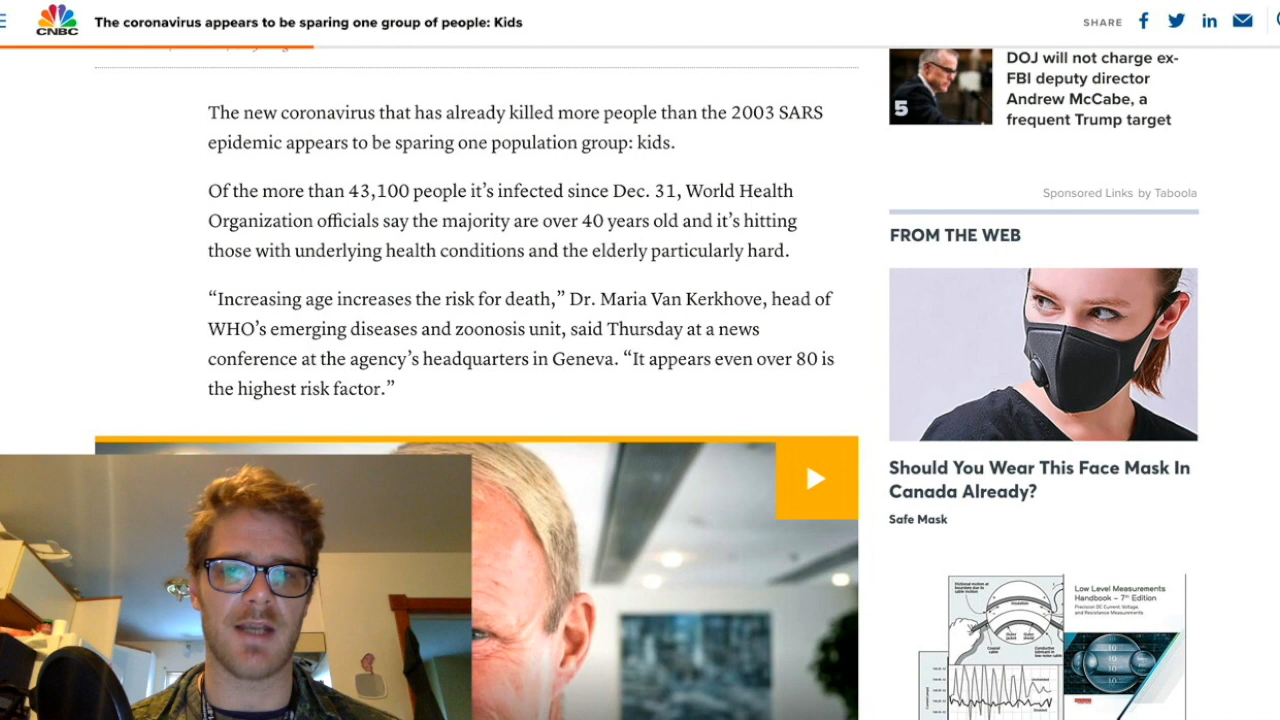 CNBC
The coronavirus appears to be sparing one group of people: Kids
SHARE
The new coronavirus that has already killed more people than the 2003 SARS
epidemic appears to be sparing one population group: kids.
Of the more than 43,100 people it’s infected since Dec. 31, World Health
Organization officials say the majority are over 40 years old and it’s hitting
those with underlying health conditions and the elderly particularly hard.
“Increasing age increases the risk for death,” Dr. Maria Van Kerkhove, head of
WHO’s emerging diseases and zoonosis unit, said Thursday at a news
conference at the agency’s headquarters in Geneva. “It appears even over 80 is
the highest risk factor.”
5
DOJ will not charge ex-
FBI deputy director
Andrew McCabe, a
frequent Trump target
Sponsored Links by Taboola
FROM THE WEB
Should You Wear This Face Mask In
Canada Already?
Safe Mask
Low Level Measurements
Handbook – 7th Edition
Precision DC Current, Voltage,
and Resistance Measurements